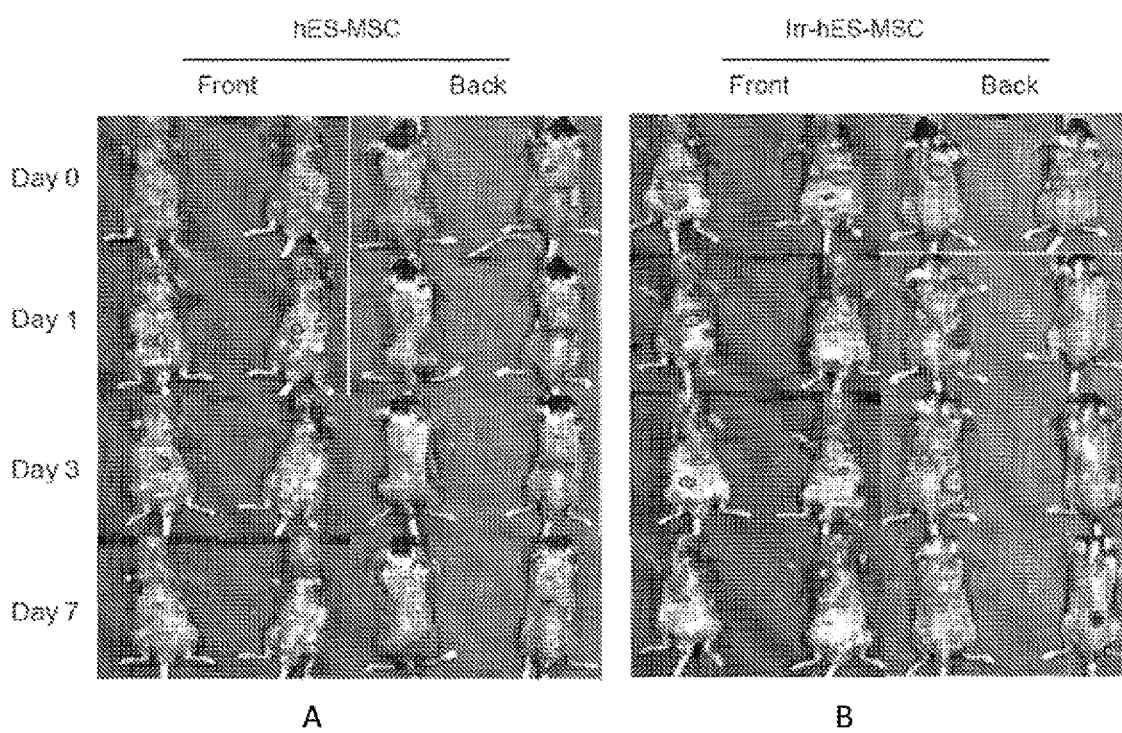 hES-MSC
Irr-hES-MSC
Front
Back
Front
Back
Day 0
Day 1
Day 3
Day 7
A
B